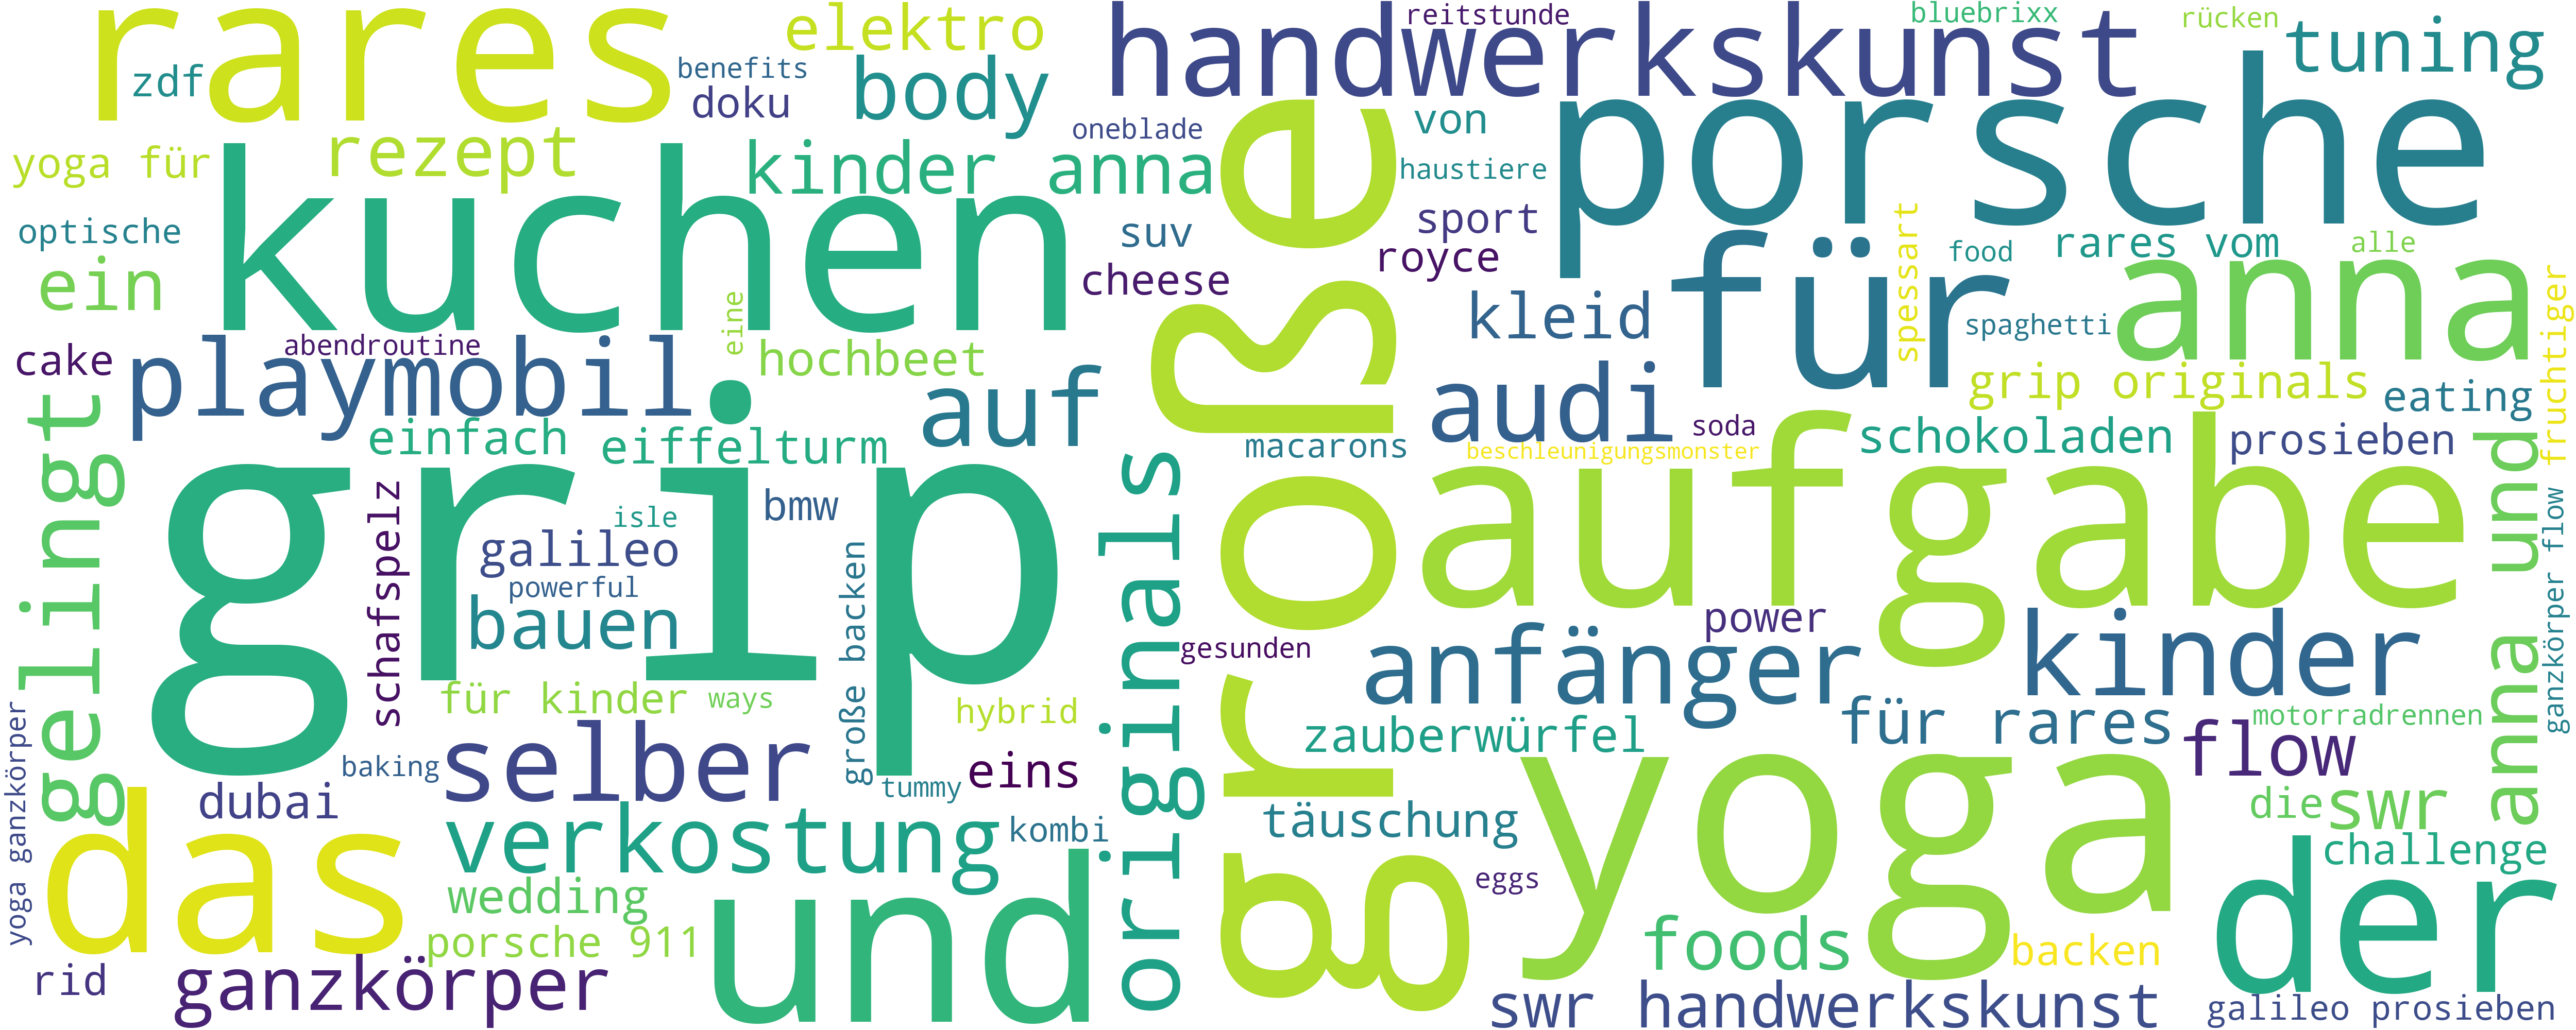 rares
zdf
elektro
benefits
doku
body
handwerkskunst
reitstunde
bluebrixx
rücken
tuning
yoga für
rezept
kinder anna
oneblade
von
haustiere
porsche
kuchen
optische
ein
suv
cheese
sport
royce
kleid
für
spessart
food
rares vom
alle
anna
spaghetti
fruchtiger
cake
playmobil
abendroutine
eine
hochbeet
auf
große
audi
grip originals
eating
gelingt
einfach
eiffelturm
macarons
soda
beschleunigungsmonster
schokoladen
prosieben
anna und
grip
schafspelz
isle
galileo
powerful
bauen
bmw
große backen
originals
aufgabe
ganzkörper flow
gesunden
power
anfänger
kinder
für kinder
ways
hybrid
zauberwürfel
für rares
flow
motorradrennen
yoga ganzkörper
baking
selber
tummy
eins
yoga
dubai
das
verkostung
kombi
täuschung
die
swr
challenge
wedding
und
eggs
der
porsche 911
foods
backen
rid
ganzkörper
swr handwerkskunst
galileo prosieben